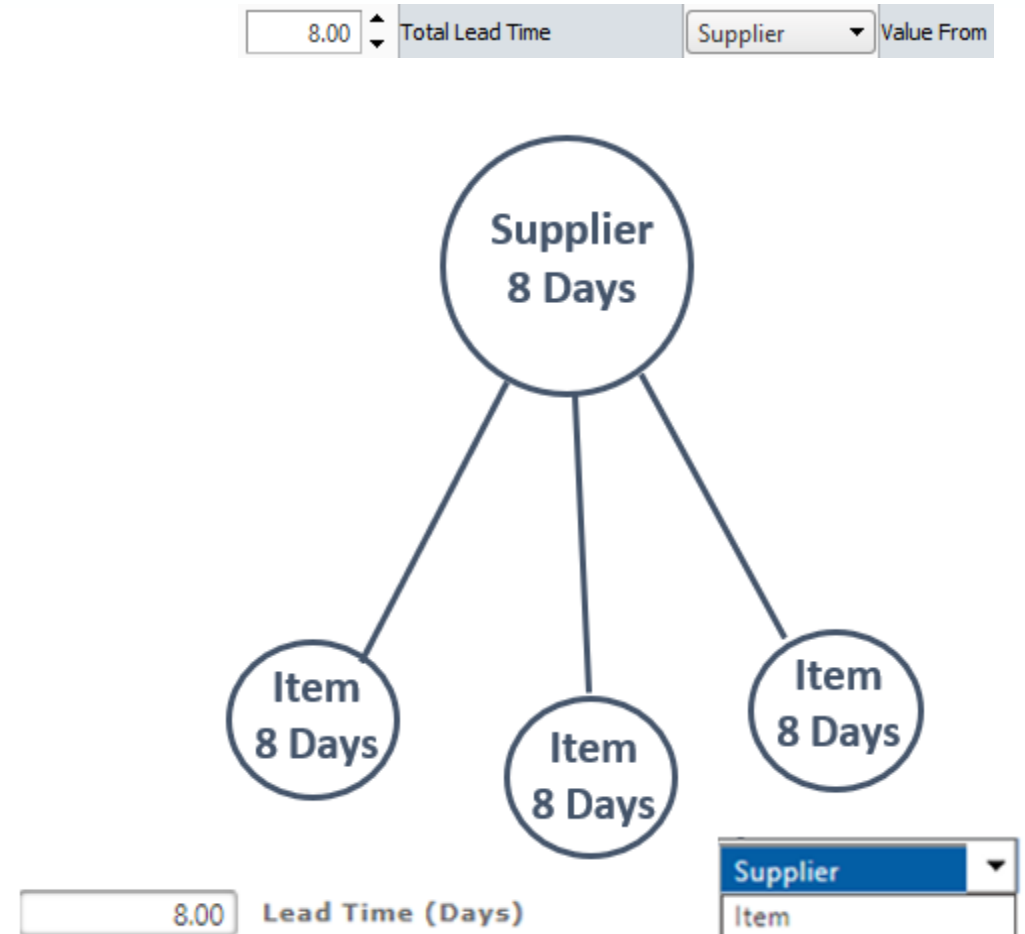 8.00 Total Lead Time Supplier Value From
Supplier
8 Days
Item
8 Days
Item
8 Days
Item
8 Days
8.00 Lead Time (Days)
Supplier
Item